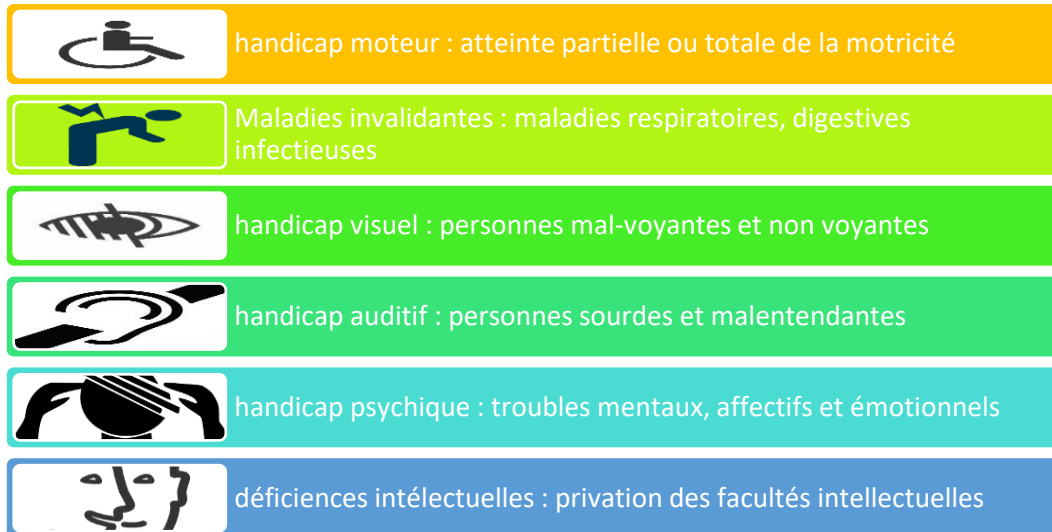 handicap moteur : atteinte partielle ou totale de la motricité
Maladies invalidantes : maladies respiratoires, digestives
infectieuses
handicap visuel : personnes mal-voyantes et non voyantes
handicap auditif : personnes sourdes et malentendantes
handicap psychique : troubles mentaux, affectifs et émotionnels
déficiences intélectuelles : privation des facultés intellectuelles